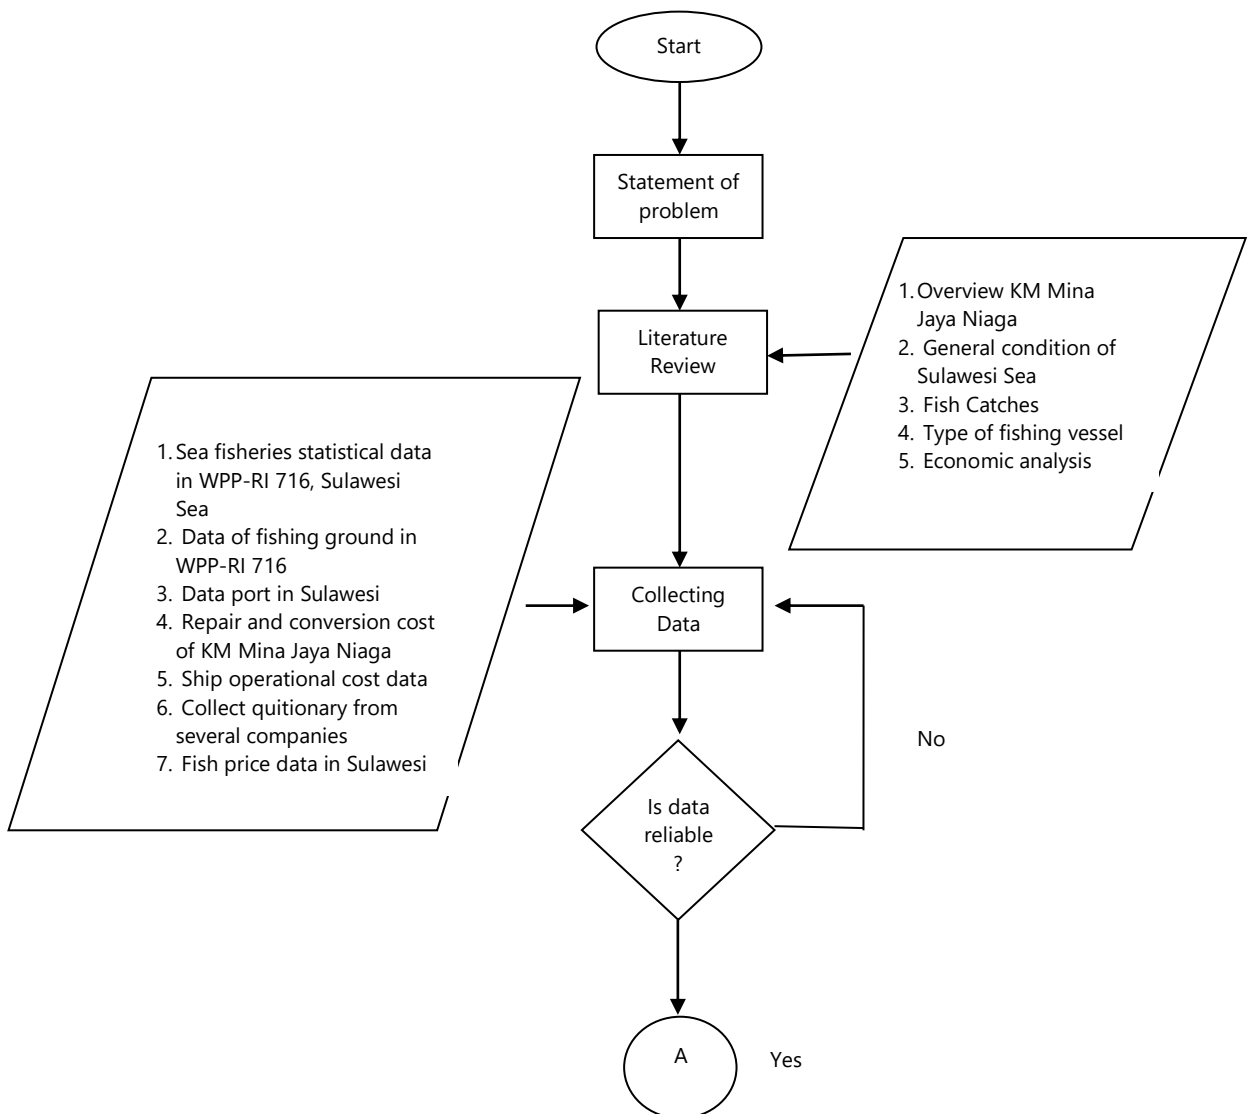 Start
Statement of
problem
Literature
Review
1. Overview KM Mina
Jaya Niaga
2. General condition of
Sulawesi Sea
3. Fish Catches
4. Type of fishing vessel
5. Economic analysis
1. Sea fisheries statistical data
in WPP-RI 716, Sulawesi
Sea
2. Data of fishing ground in
WPP-RI 716
3. Data port in Sulawesi
4. Repair and conversion cost
of KM Mina Jaya Niaga
5. Ship operational cost data
6. Collect quitionary from
several companies
7. Fish price data in Sulawesi
Collecting
Data
No
Is data
reliable
?
A
Yes